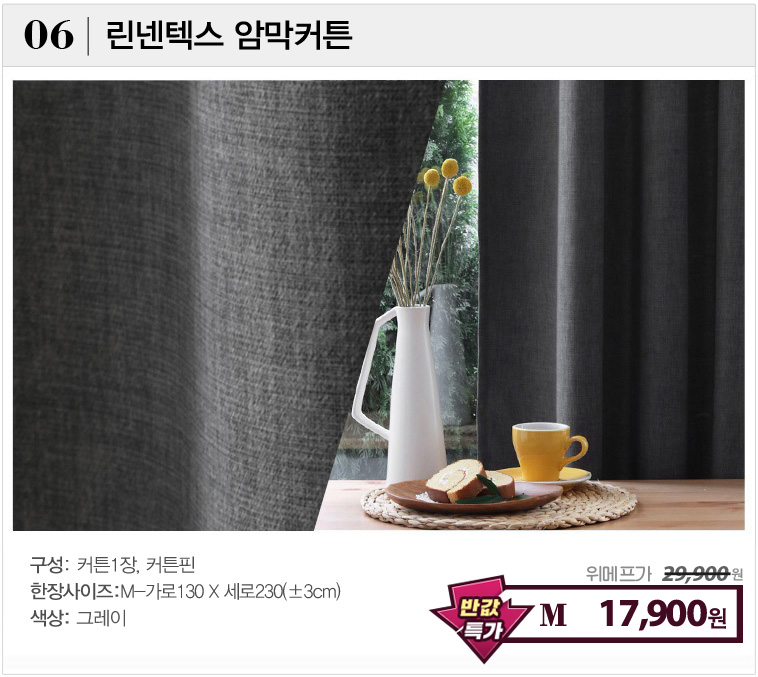 06 | 린넨텍스 암막커튼
구성: 커튼1장, 커튼핀
한장사이즈:M-가로130 X 세로230(±3cm)
색상: 그레이
위메프가 29,900원
반값
특가
M 17,900원